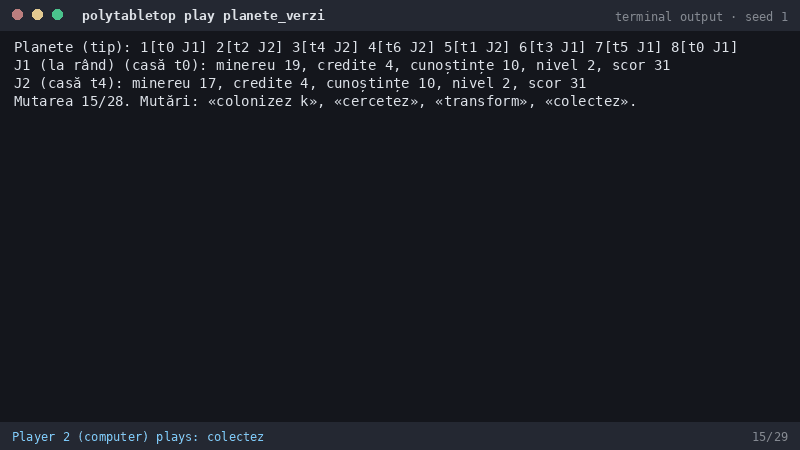 polytabletop play planete_verzi
terminal output · seed 1
Planete (tip): 1[t0 J1] 2[t2 J2] 3[t4 J2] 4[t6 J2] 5[t1 J2] 6[t3 J1] 7[t5 J1] 8[t0 J1]
J1 (la rând) (casă t0): minereu 19, credite 4, cunoștințe 10, nivel 2, scor 31
J2 (casă t4): minereu 17, credite 4, cunoștințe 10, nivel 2, scor 31
Mutarea 15/28. Mutări: «colonizez k», «cercetez», «transform», «colectez».
Player 2 (computer) plays: colectez
15/29